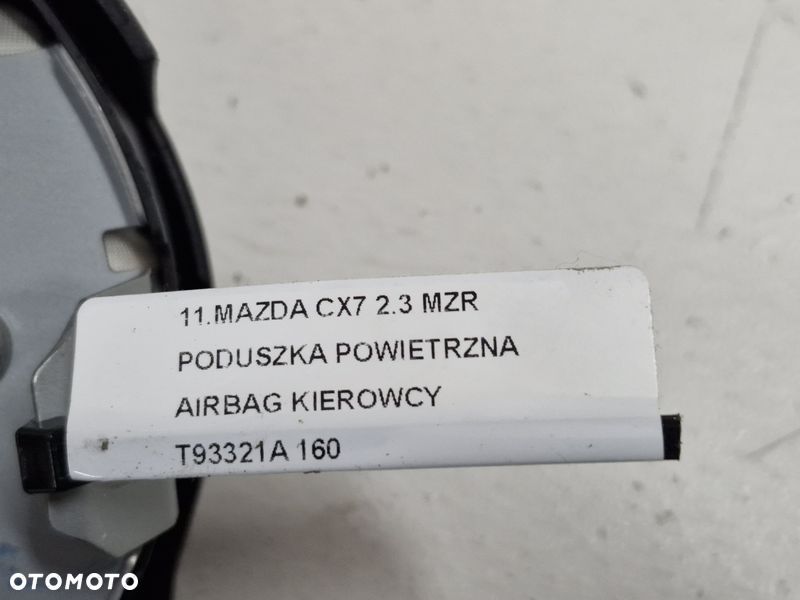 11.MAZDA CX7 2.3 MZR
PODUSZKA POWIETRZNA
AIRBAG KIEROWCY
T93321A 160
OTOMOTO